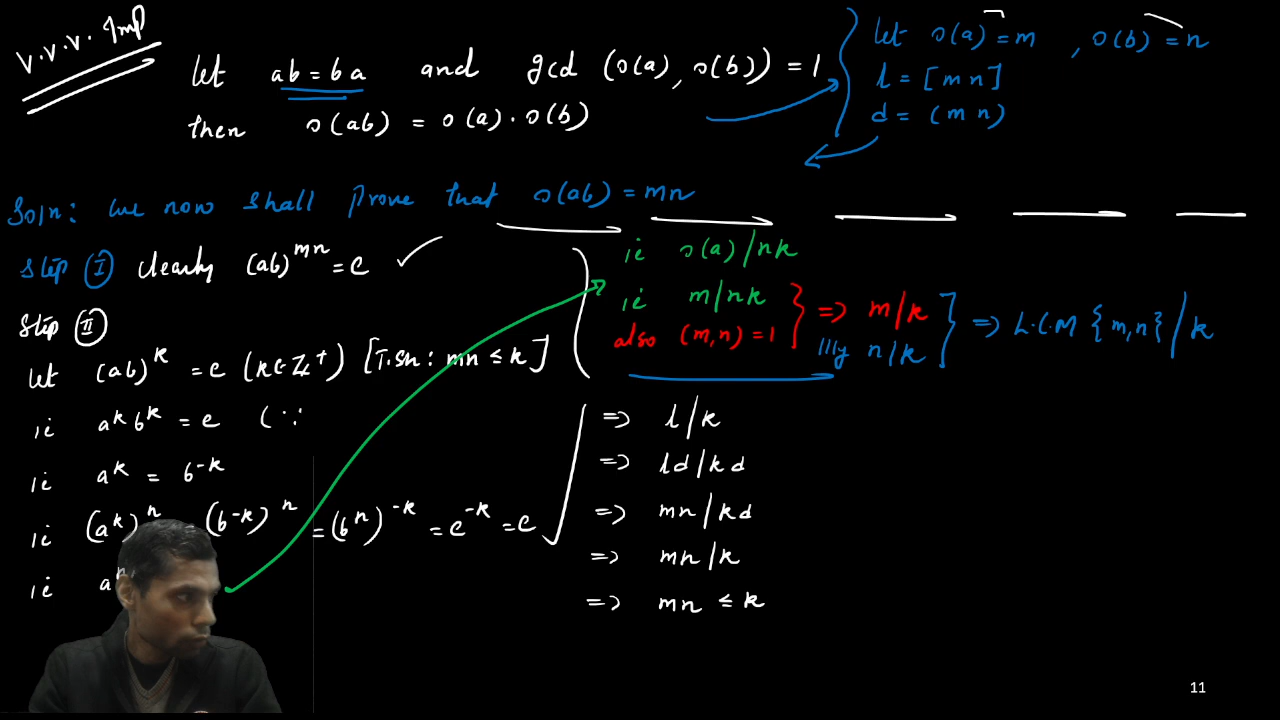 V.V.V. Imp
let ab = ba and gcd (o(a), o(b)) = 1
then o(ab) = o(a) · o(b)
let o(a) = m , o(b) = n
l = [m n]
d = (m n)
Soln: we now shall prove that o(ab) = mn
Step (I) clearly (ab)^mn = e ✓
Step (II)
let (ab)^k = e (k ∈ Z^+) [T.Sh: mn ≤ k]
ie a^k b^k = e (∵
ie a^k = b^-k
ie (a^k)^n = (b^-k)^n = (b^n)^-k = e^-k = e
ie a
ie o(a)/nk
ie m/nk
also (m,n) = 1 } => m/k
|||y n/k ] => L.C.M {m,n} / k
=> l/k
=> ld/kd
=> mn/kd
=> mn/k
=> mn ≤ k
11